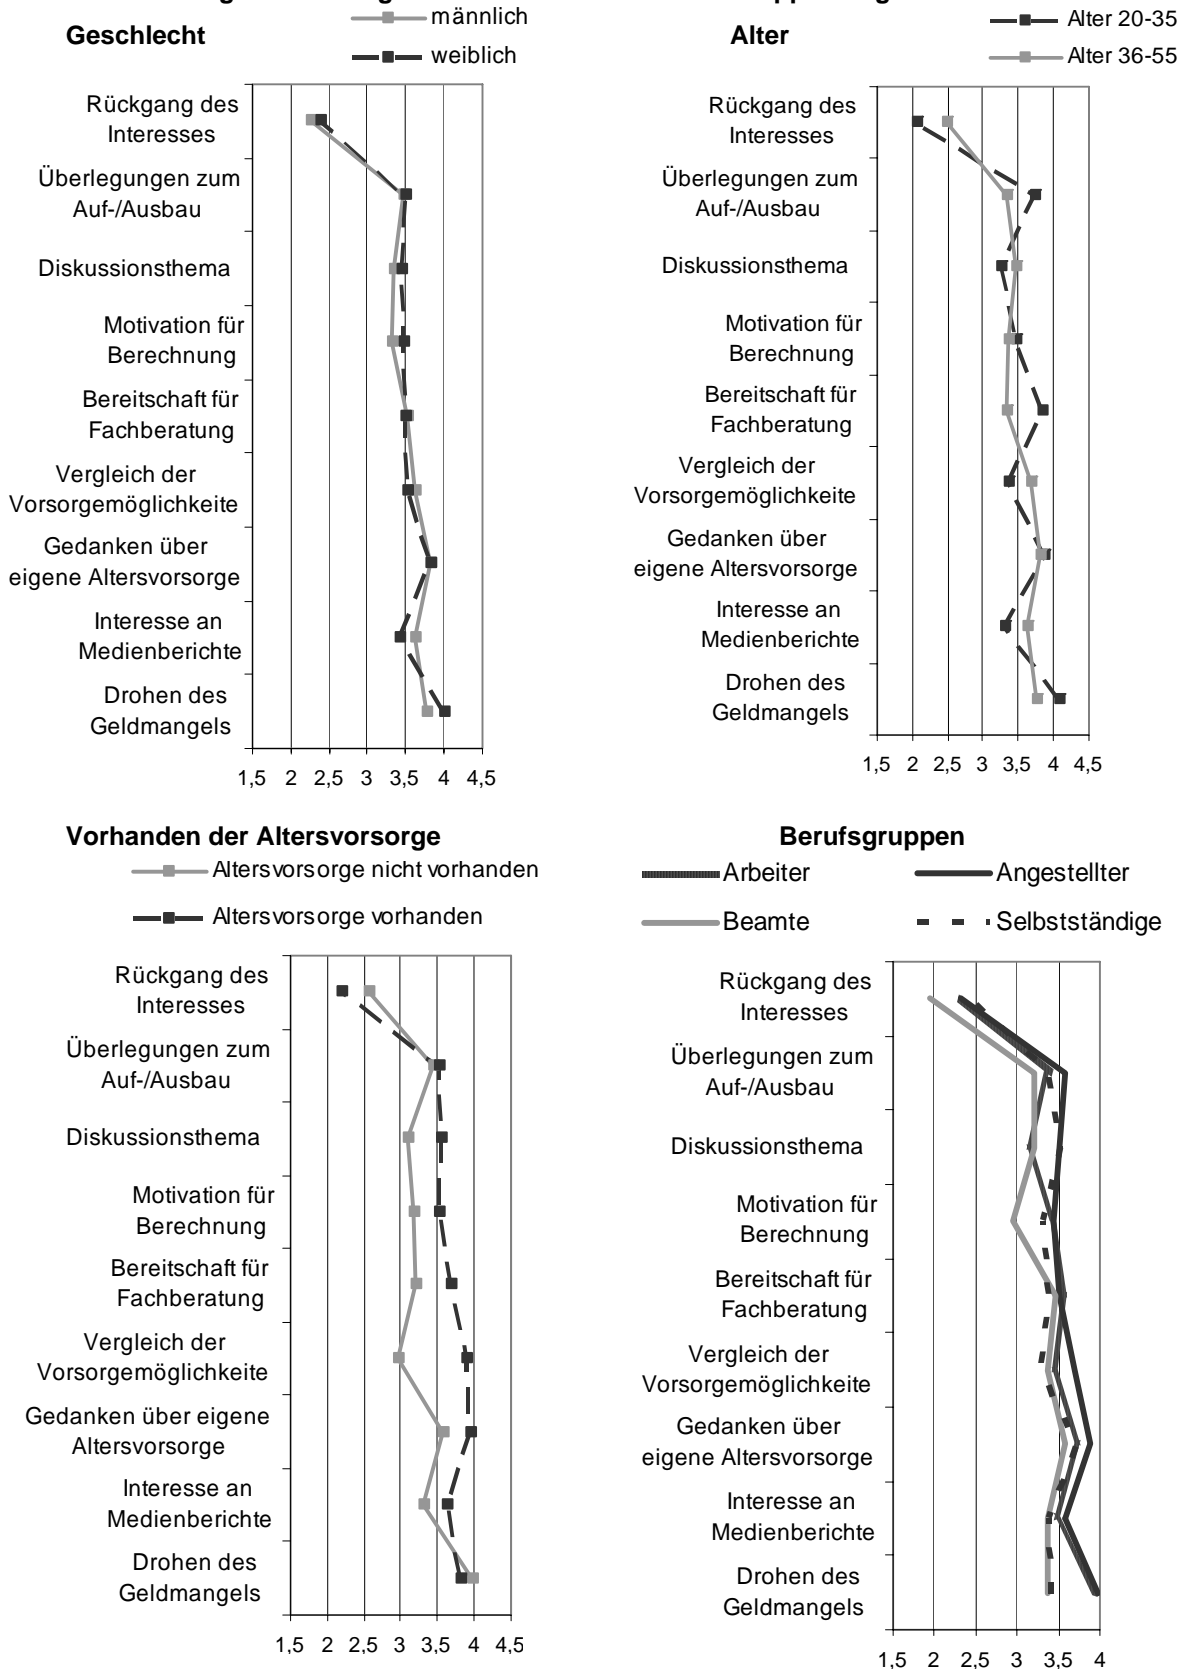 Geschlecht
männlich
weiblich
Rückgang des
Interesses
Überlegungen zum
Auf-/Ausbau
Diskussionsthema
Motivation für
Berechnung
Bereitschaft für
Fachberatung
Vergleich der
Vorsorgemöglichkeite
Gedanken über
eigene Altersvorsorge
Interesse an
Medienberichte
Drohen des
Geldmangels
1,5 2 2,5 3 3,5 4 4,5
Alter
Alter 20-35
Alter 36-55
Rückgang des
Interesses
Überlegungen zum
Auf-/Ausbau
Diskussionsthema
Motivation für
Berechnung
Bereitschaft für
Fachberatung
Vergleich der
Vorsorgemöglichkeite
Gedanken über
eigene Altersvorsorge
Interesse an
Medienberichte
Drohen des
Geldmangels
1,5 2 2,5 3 3,5 4 4,5
Vorhanden der Altersvorsorge
Altersvorsorge nicht vorhanden
Altersvorsorge vorhanden
Rückgang des
Interesses
Überlegungen zum
Auf-/Ausbau
Diskussionsthema
Motivation für
Berechnung
Bereitschaft für
Fachberatung
Vergleich der
Vorsorgemöglichkeite
Gedanken über eigene
Altersvorsorge
Interesse an
Medienberichte
Drohen des
Geldmangels
1,5 2 2,5 3 3,5 4 4,5
Berufsgruppen
Arbeiter Angestellter
Beamte Selbstständige
Rückgang des
Interesses
Überlegungen zum
Auf-/Ausbau
Diskussionsthema
Motivation für
Berechnung
Bereitschaft für
Fachberatung
Vergleich der
Vorsorgemöglichkeite
Gedanken über
eigene Altersvorsorge
Interesse an
Medienberichte
Drohen des
Geldmangels
1,5 2 2,5 3 3,5 4